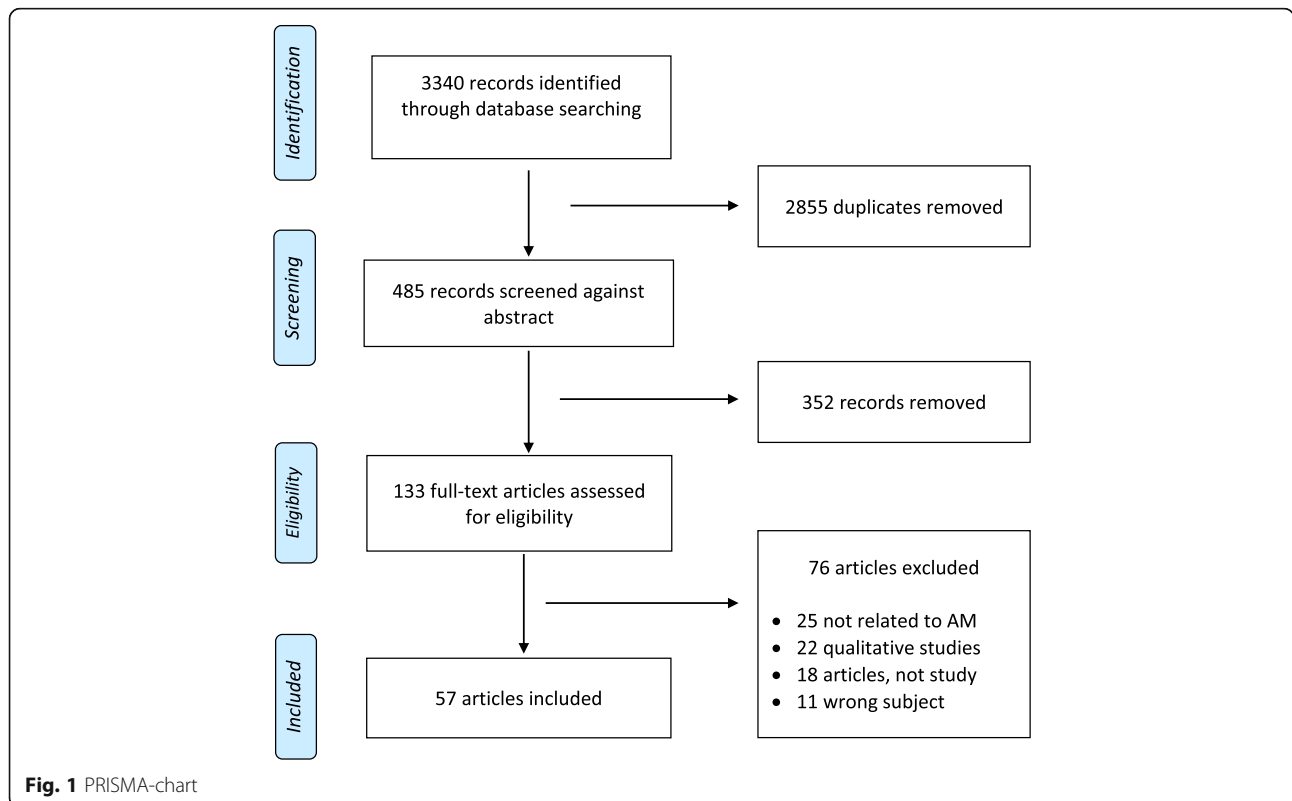 Identification
3340 records identified
through database searching
2855 duplicates removed
Screening
485 records screened against
abstract
352 records removed
Eligibility
133 full-text articles assessed
for eligibility
76 articles excluded
• 25 not related to AM
• 22 qualitative studies
• 18 articles, not study
• 11 wrong subject
Included
57 articles included
Fig. 1 PRISMA-chart